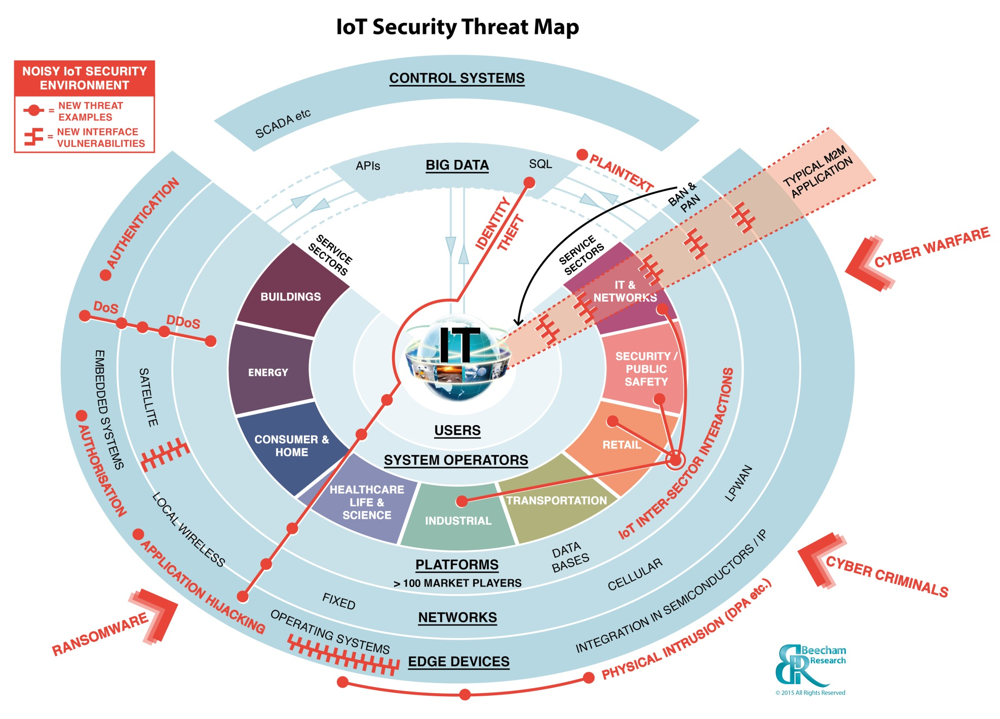 IoT Security Threat Map
NOISY IoT SECURITY
ENVIRONMENT
= NEW THREAT
EXAMPLES
= NEW INTERFACE
VULNERABILITIES
CONTROL SYSTEMS
SCADA etc
APIs
BIG DATA
SQL
PLAINTEXT
BAN &
PAN
TYPICAL M2M
APPLICATION
AUTHENTICATION
IDENTITY
THEFT
SERVICE
SECTORS
SERVICE
SECTORS
CYBER WARFARE
BUILDINGS
IT &
NETWORKS
DoS
DDoS
IT
ENERGY
SECURITY /
PUBLIC
SAFETY
EMBEDDED SYSTEMS
SATELLITE
CONSUMER &
HOME
USERS
RETAIL
SYSTEM OPERATORS
IoT INTER-SECTOR INTERACTIONS
AUTHORISATION
LPWAN
HEALTHCARE
LIFE &
SCIENCE
INDUSTRIAL
TRANSPORTATION
LOCAL WIRELESS
PLATFORMS
> 100 MARKET PLAYERS
DATA
BASES
CELLULAR
CYBER CRIMINALS
APPLICATION HIJACKING
FIXED
NETWORKS
INTEGRATION IN SEMICONDUCTORS / IP
RANSOMWARE
OPERATING SYSTEMS
EDGE DEVICES
PHYSICAL INTRUSION (DPA etc.)
BR
Beecham
Research
© 2015 All Rights Reserved